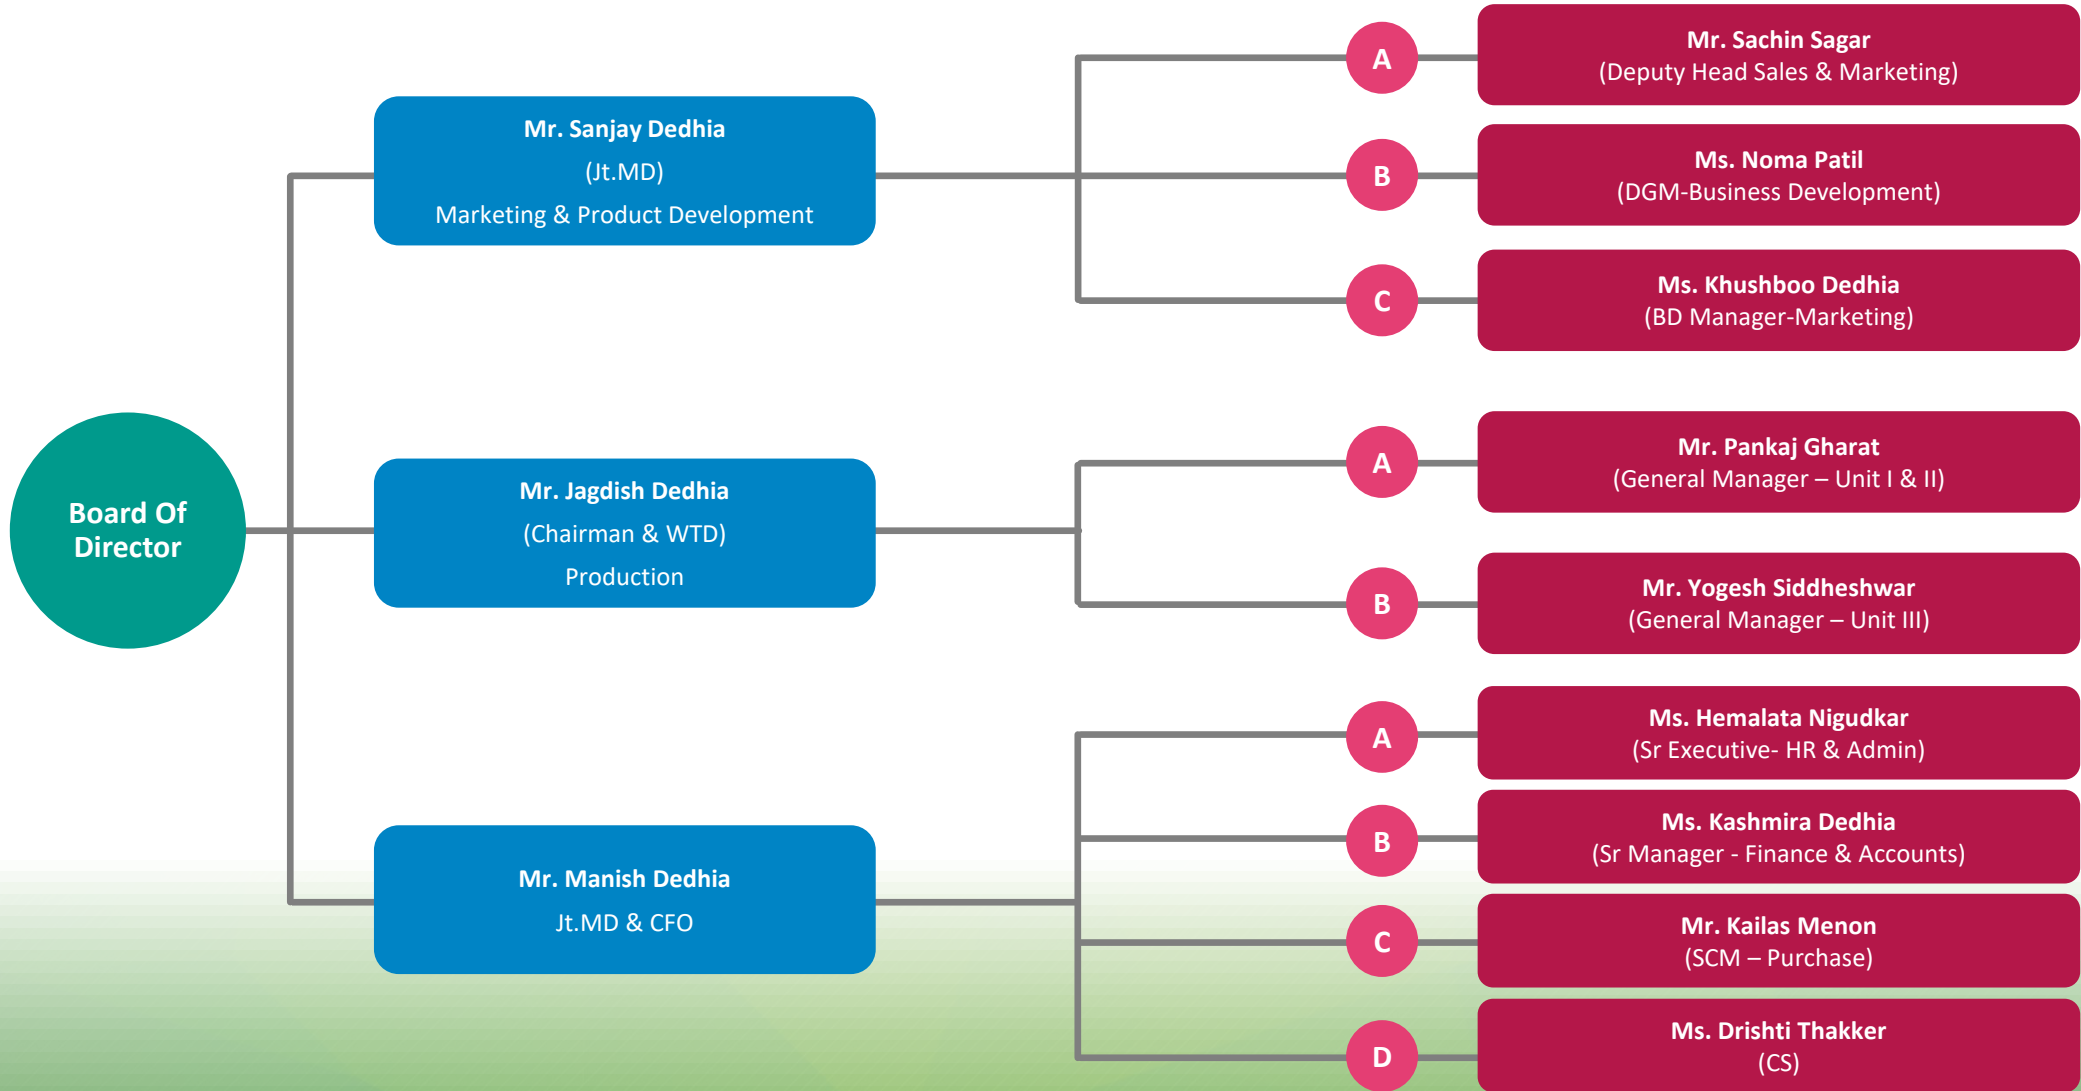 Board Of
Director
Mr. Sanjay Dedhia
(Jt.MD)
Marketing & Product Development
A
Mr. Sachin Sagar
(Deputy Head Sales & Marketing)
B
Ms. Noma Patil
(DGM-Business Development)
C
Ms. Khushboo Dedhia
(BD Manager-Marketing)
Mr. Jagdish Dedhia
(Chairman & WTD)
Production
A
Mr. Pankaj Gharat
(General Manager – Unit I & II)
B
Mr. Yogesh Siddheshwar
(General Manager – Unit III)
Mr. Manish Dedhia
Jt.MD & CFO
A
Ms. Hemalata Nigudkar
(Sr Executive- HR & Admin)
B
Ms. Kashmira Dedhia
(Sr Manager - Finance & Accounts)
C
Mr. Kailas Menon
(SCM – Purchase)
D
Ms. Drishti Thakker
(CS)